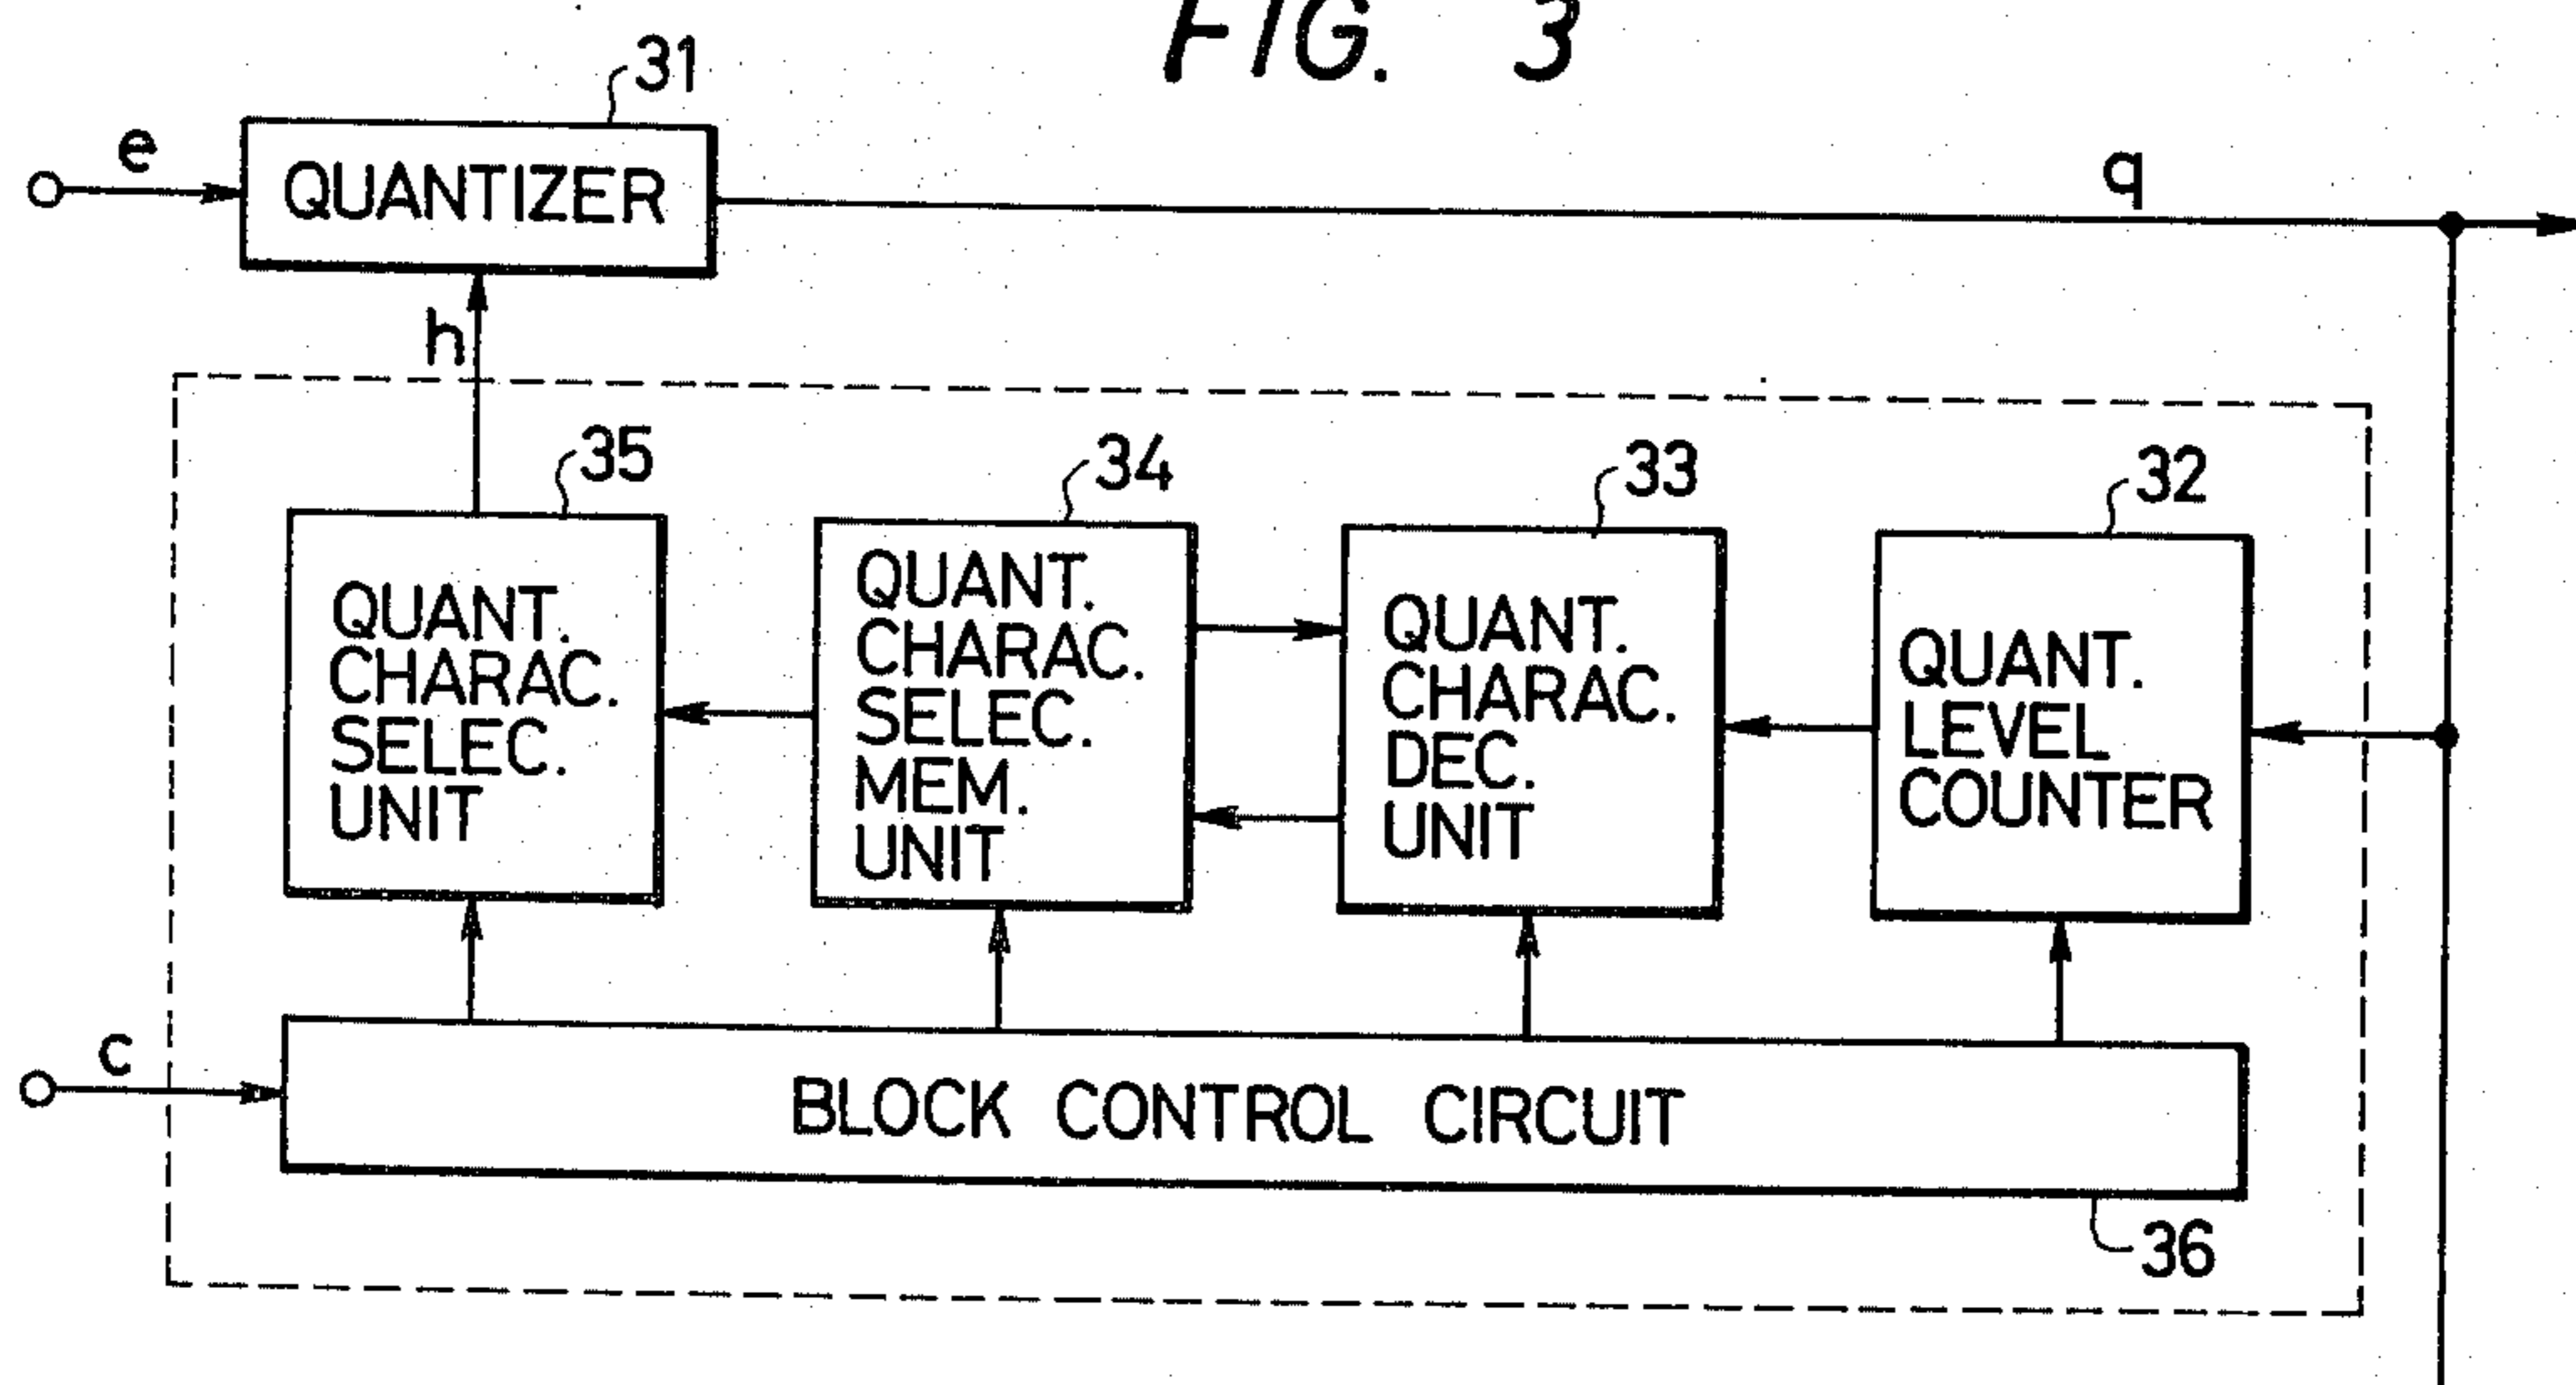 FIG. 3
31
e
QUANTIZER
q
h
35
34
33
32
QUANT.
CHARAC.
SELEC.
UNIT
QUANT.
CHARAC.
SELEC.
MEM.
UNIT
QUANT.
CHARAC.
DEC.
UNIT
QUANT.
LEVEL
COUNTER
c
BLOCK CONTROL CIRCUIT
36